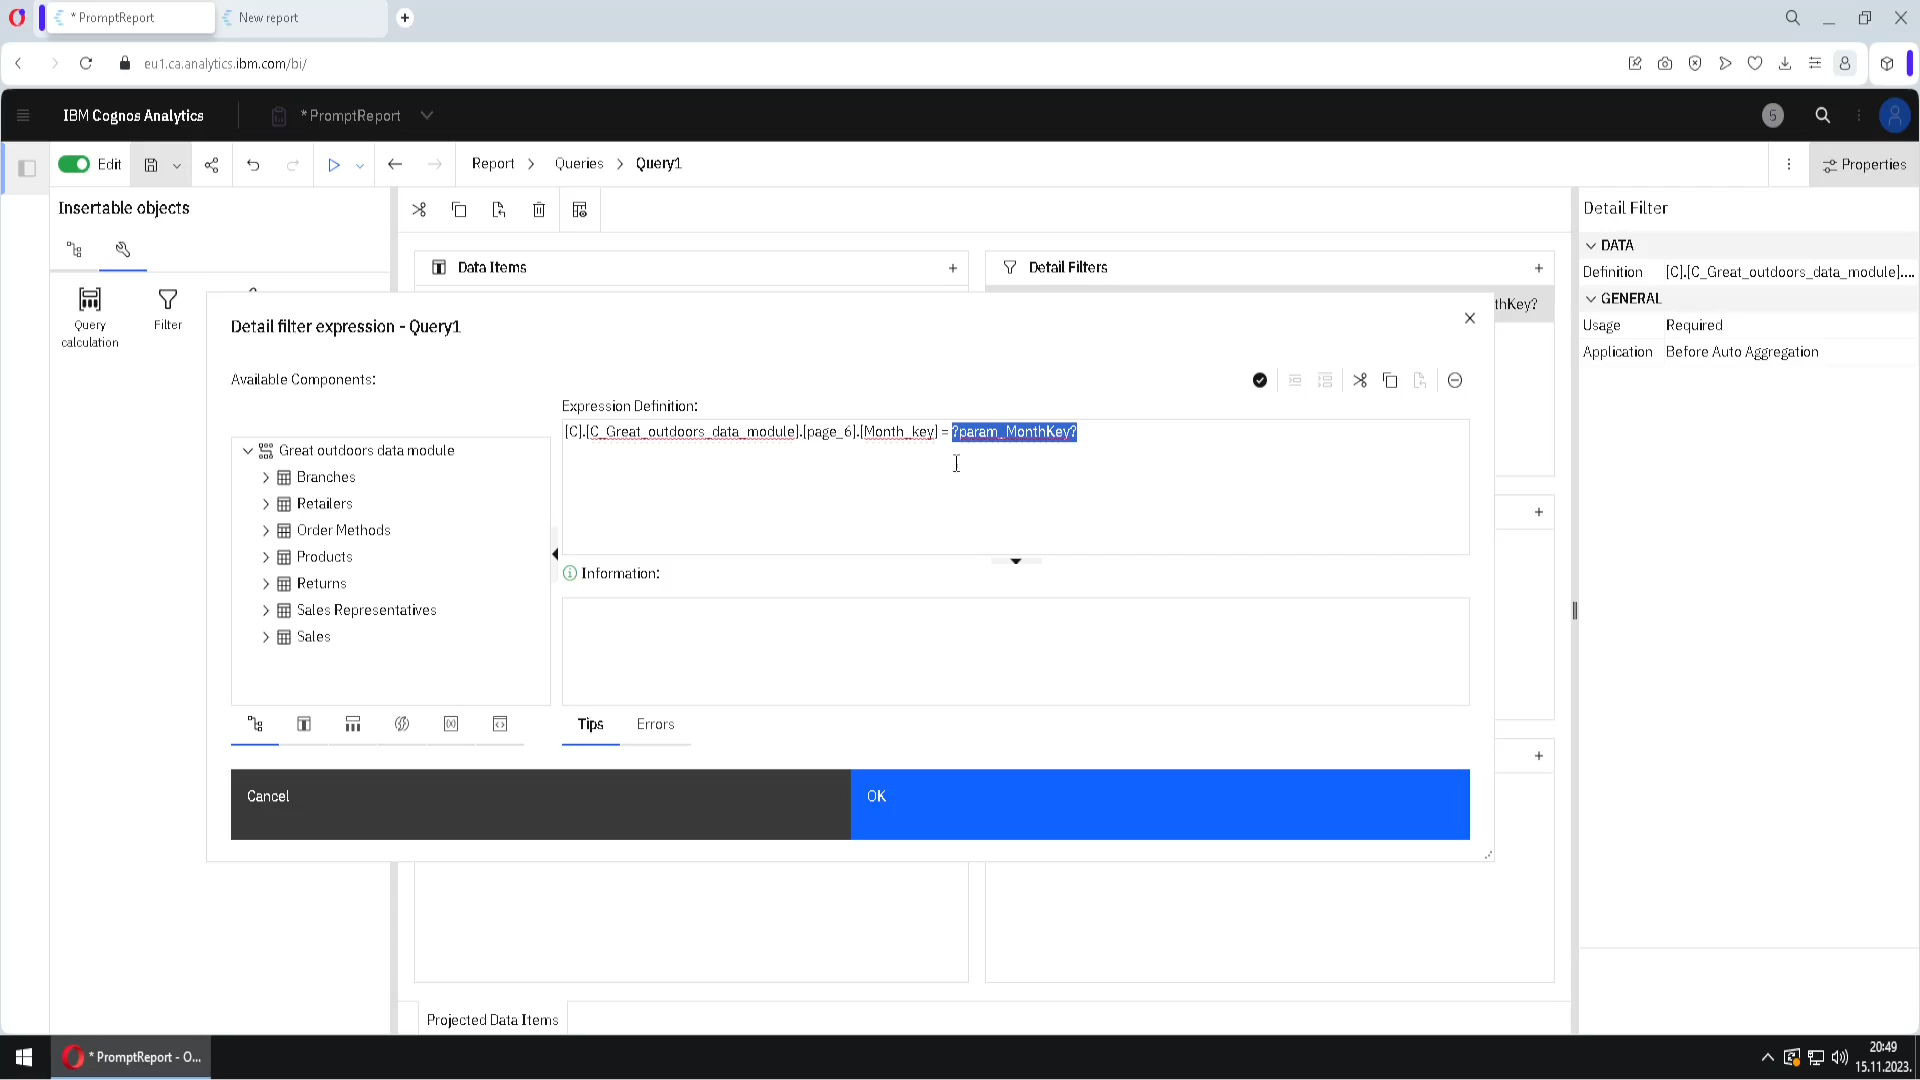 * PromptReport
New report
eu1.ca.analytics.ibm.com/bi/
IBM Cognos Analytics
* PromptReport
5
Edit
Report > Queries > Query1
Properties
Insertable objects
Query
calculation
Filter
Data Items
Detail Filters
thKey?
Detail Filter
DATA
Definition [C].[C_Great_outdoors_data_module]....
GENERAL
Usage Required
Application Before Auto Aggregation
Detail filter expression - Query1
Available Components:
Great outdoors data module
Branches
Retailers
Order Methods
Products
Returns
Sales Representatives
Sales
Expression Definition:
[C].[C_Great_outdoors_data_module].[page_6].[Month_key] = ?param_MonthKey?
Information:
Tips
Errors
Cancel
OK
Projected Data Items
* PromptReport - O...
20:49
15.11.2023.